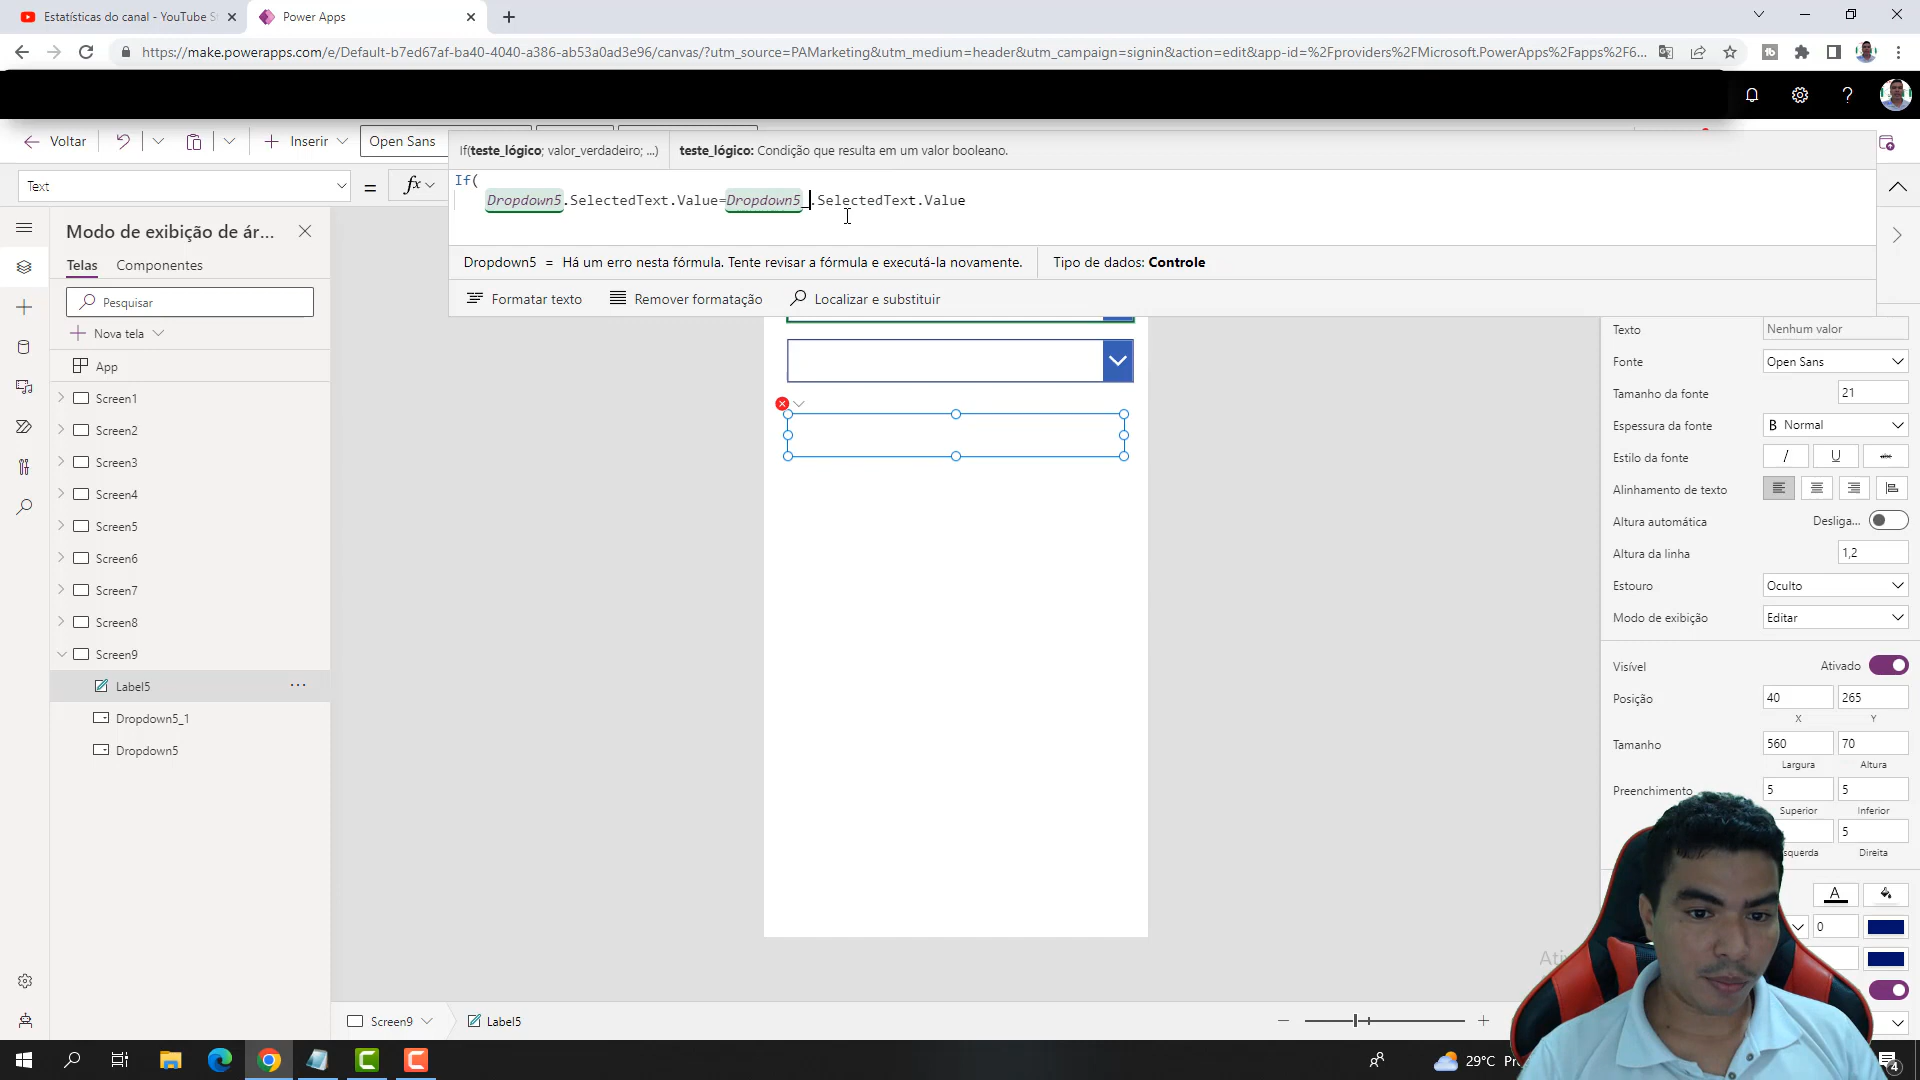 Estatísticas do canal - YouTube S
Power Apps
https://make.powerapps.com/e/Default-b7ed67af-ba40-4040-a386-ab53a0ad3e96/canvas/?utm_source=PAMarketing&utm_medium=header&utm_campaign=signin&action=edit&app-id=%2Fproviders%2FMicrosoft.PowerApps%2Fapps%2F6...
Voltar
Inserir
Open Sans
If(teste_lógico; valor_verdadeiro; ...)
teste_lógico: Condição que resulta em um valor booleano.
Text
=
fx
If(
Dropdown5.SelectedText.Value=Dropdown5_.SelectedText.Value
Dropdown5 = Há um erro nesta fórmula. Tente revisar a fórmula e executá-la novamente.
Tipo de dados: Controle
Formatar texto
Remover formatação
Localizar e substituir
Modo de exibição de ár...
Telas
Componentes
Pesquisar
Nova tela
App
Screen1
Screen2
Screen3
Screen4
Screen5
Screen6
Screen7
Screen8
Screen9
Label5
Dropdown5_1
Dropdown5
Texto
Nenhum valor
Fonte
Open Sans
Tamanho da fonte
21
Espessura da fonte
B Normal
Estilo da fonte
/ U abc
Alinhamento de texto
Altura automática
Desliga...
Altura da linha
1,2
Estouro
Oculto
Modo de exibição
Editar
Visível
Ativado
Posição
40
265
X
Y
Tamanho
560
70
Largura
Altura
Preenchimento
5
5
Superior
Inferior
5
squerda
Direita
A
0
Ati
Screen9
Label5
29°C
4